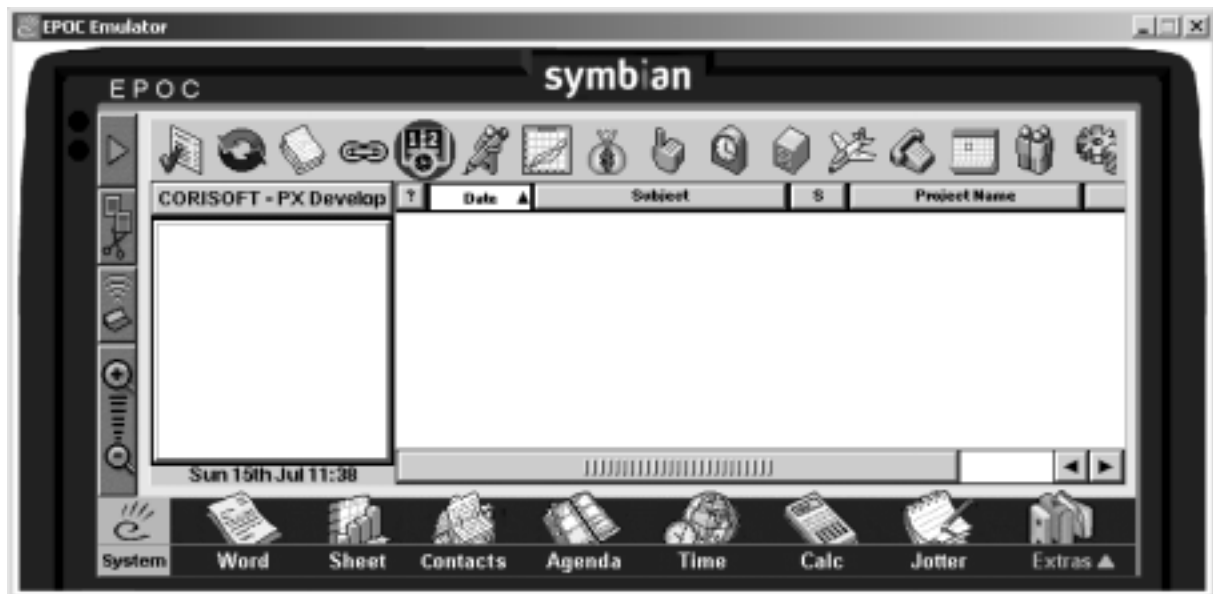 EPOC Emulator
symbian
EPOC
CORISOFT - PX Develop
? Date Subject S Project Name
Sun 15th Jul 11:38
System Word Sheet Contacts Agenda Time Calc Jotter Extras